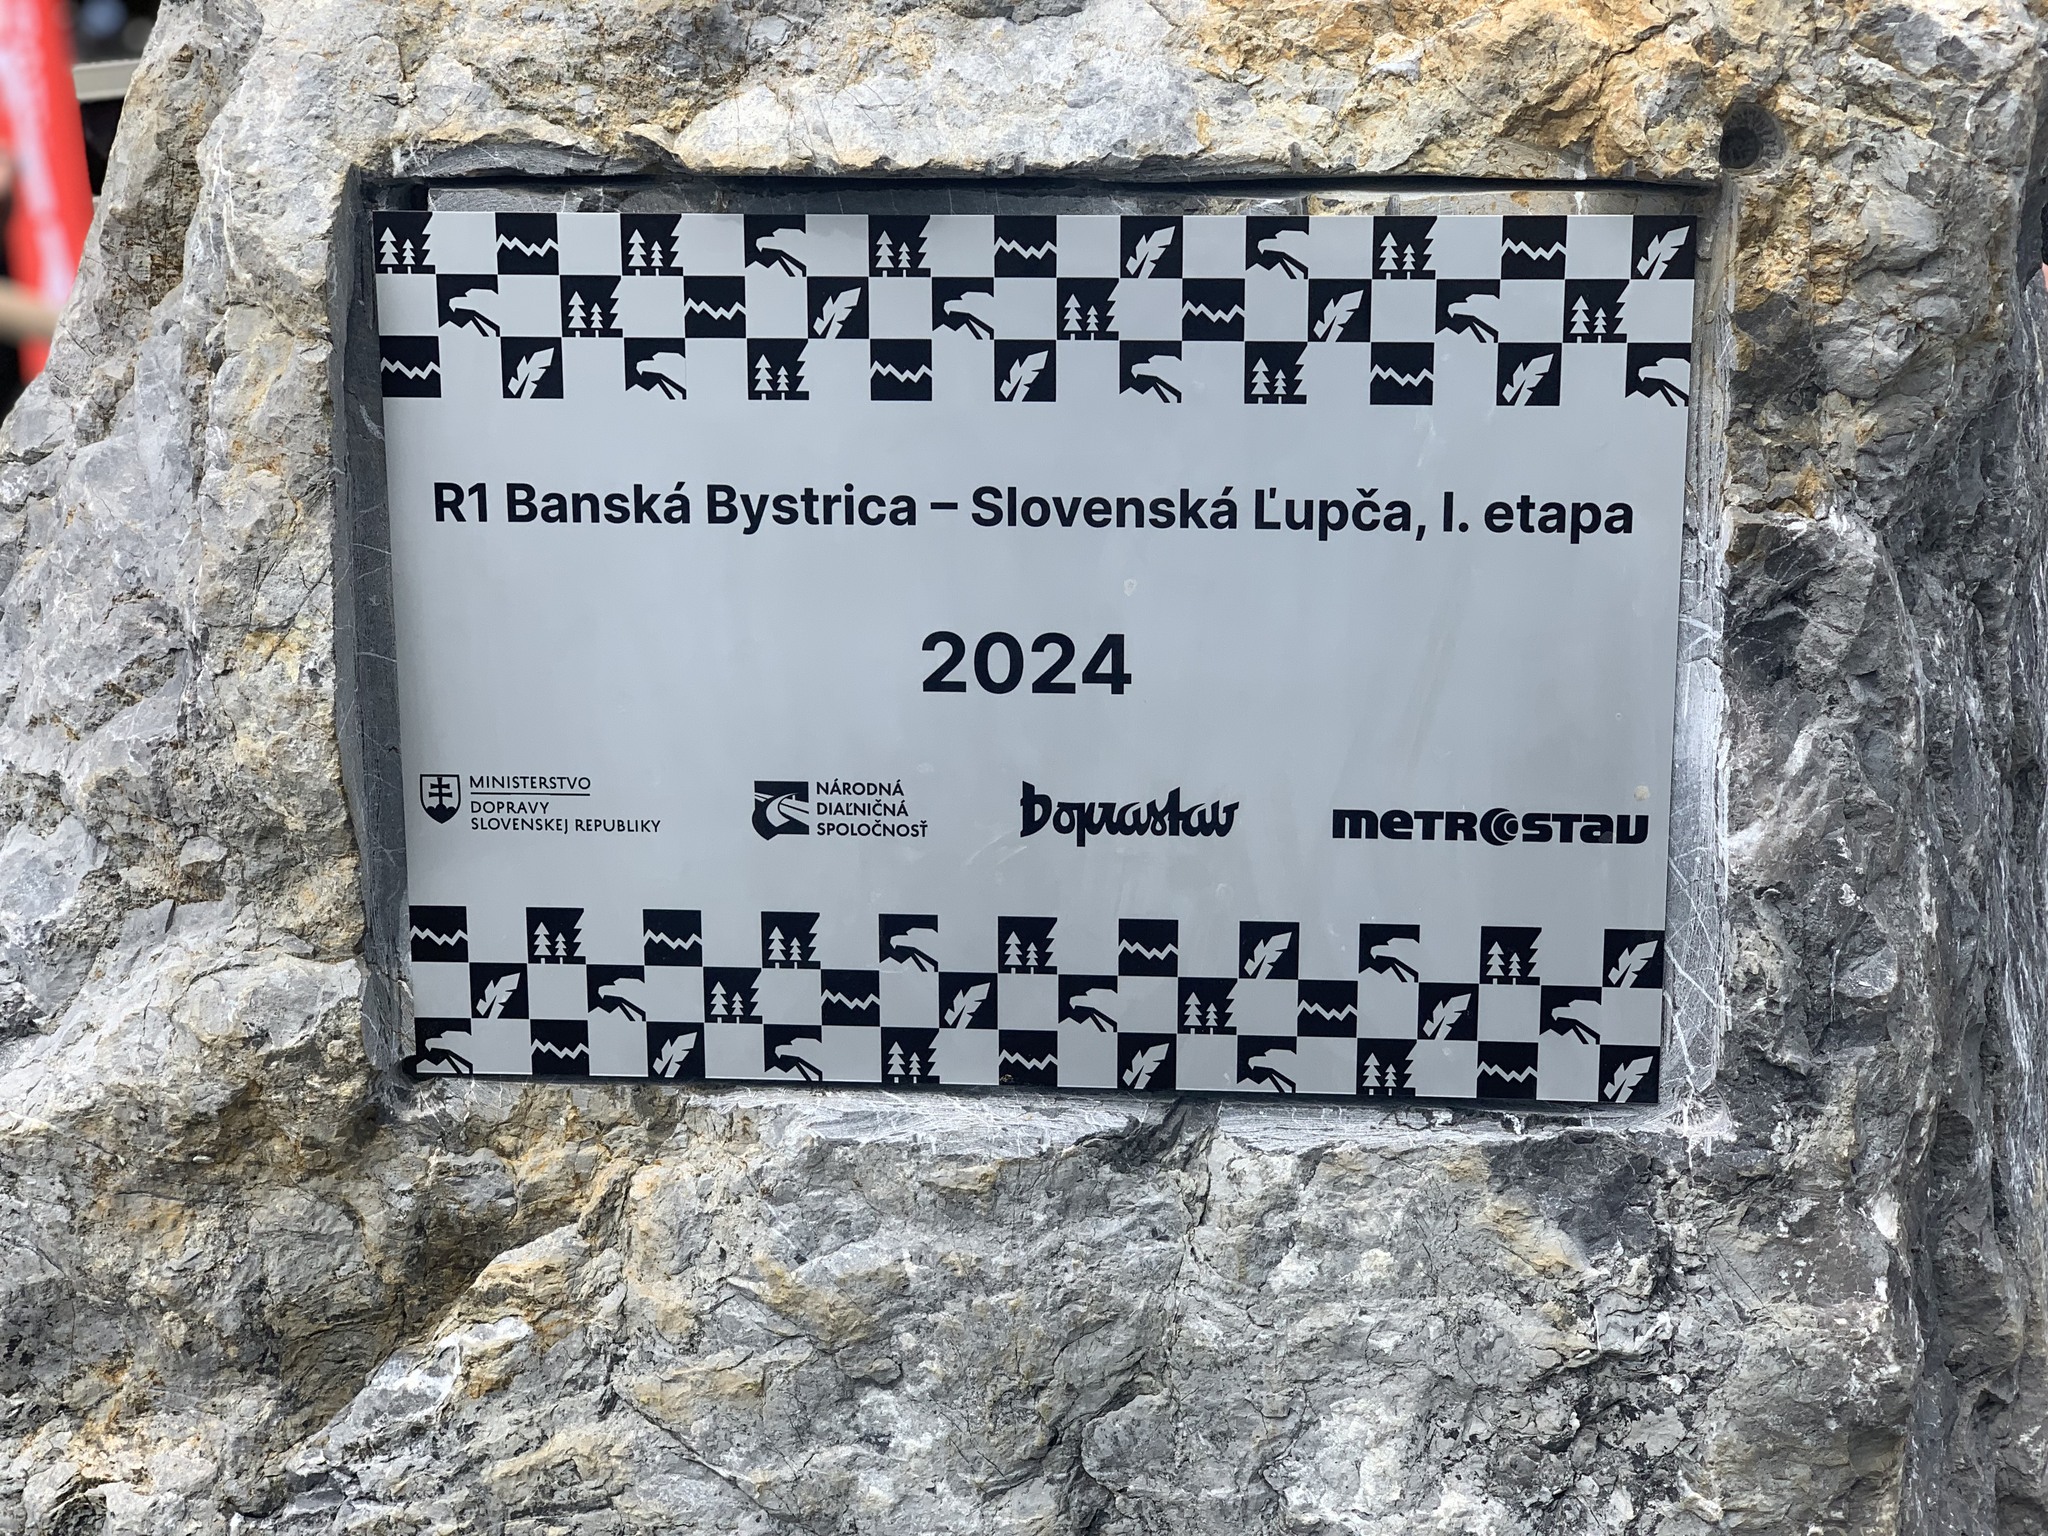 R1 Banská Bystrica – Slovenská Ľupča, I. etapa
2024
MINISTERSTVO
DOPRAVY
SLOVENSKEJ REPUBLIKY
NÁRODNÁ
DIAĽNIČNÁ
SPOLOČNOSŤ
Doprastav
METROSTAV